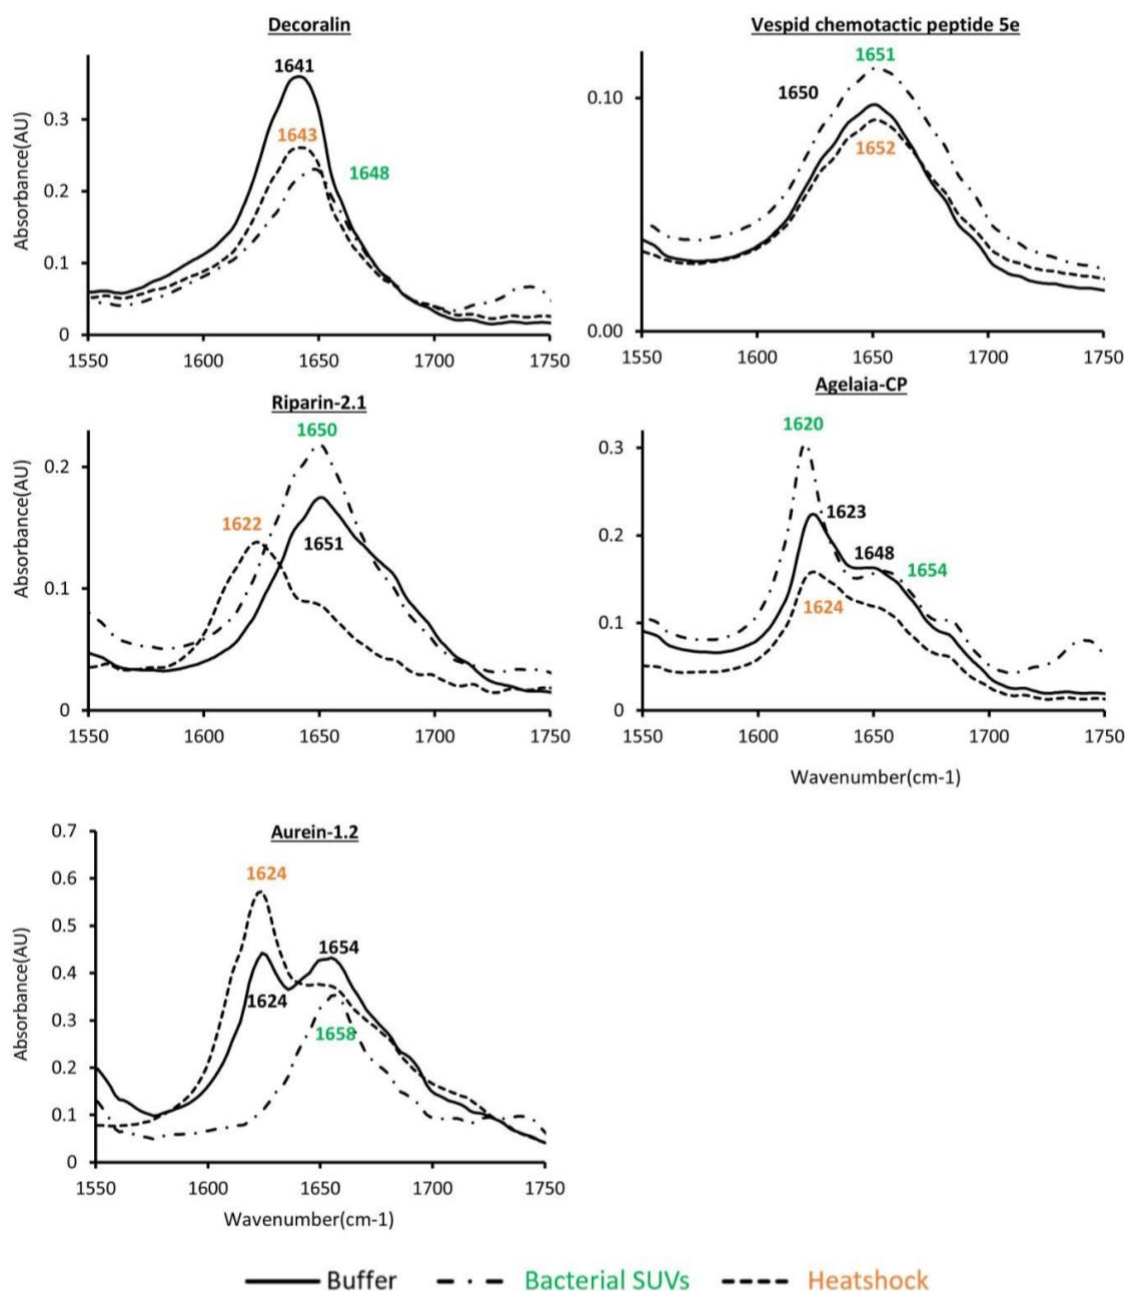 Decoralin
Absorbance(AU)
0.3
0.2
0.1
0
1641
1643
1648
1550 1600 1650 1700 1750
Vespid chemotactic peptide 5e
0.10
0.00
1651
1650
1652
1550 1600 1650 1700 1750
Riparin-2.1
Absorbance(AU)
0.2
0.1
0
1650
1622
1651
1550 1600 1650 1700 1750
Agelaia-CP
0.3
0.2
0.1
0
1620
1623
1648
1654
1624
1550 1600 1650 1700 1750
Wavenumber(cm-1)
Aurein-1.2
Absorbance(AU)
0.7
0.6
0.5
0.4
0.3
0.2
0.1
0
1624
1654
1624
1658
1550 1600 1650 1700 1750
Wavenumber(cm-1)
Buffer Bacterial SUVs Heatshock